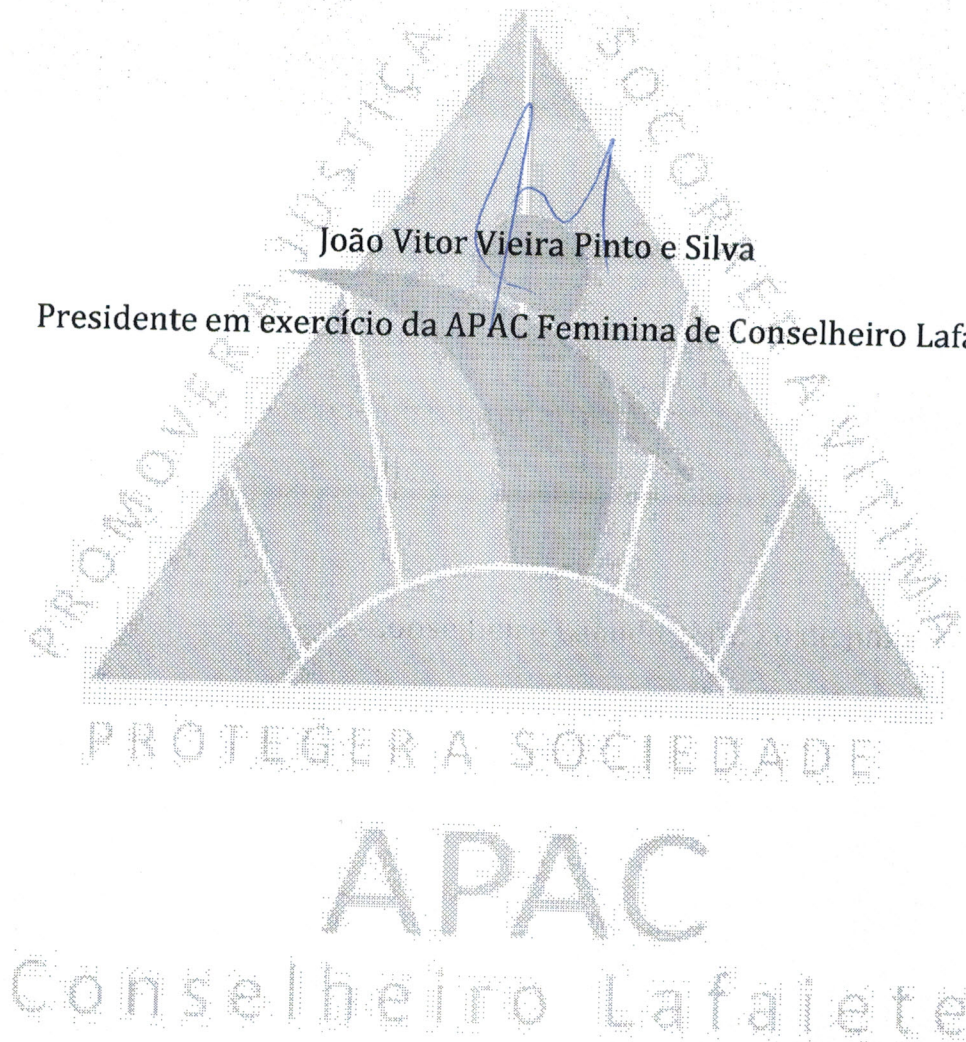 João Vitor Vieira Pinto e Silva
Presidente em exercício da APAC Feminina de Conselheiro Lafa
PROMOVER A JUSTIÇA
SOCORRER A VÍTIMA
PROTEGER A SOCIEDADE
APAC
Conselheiro Lafaiete